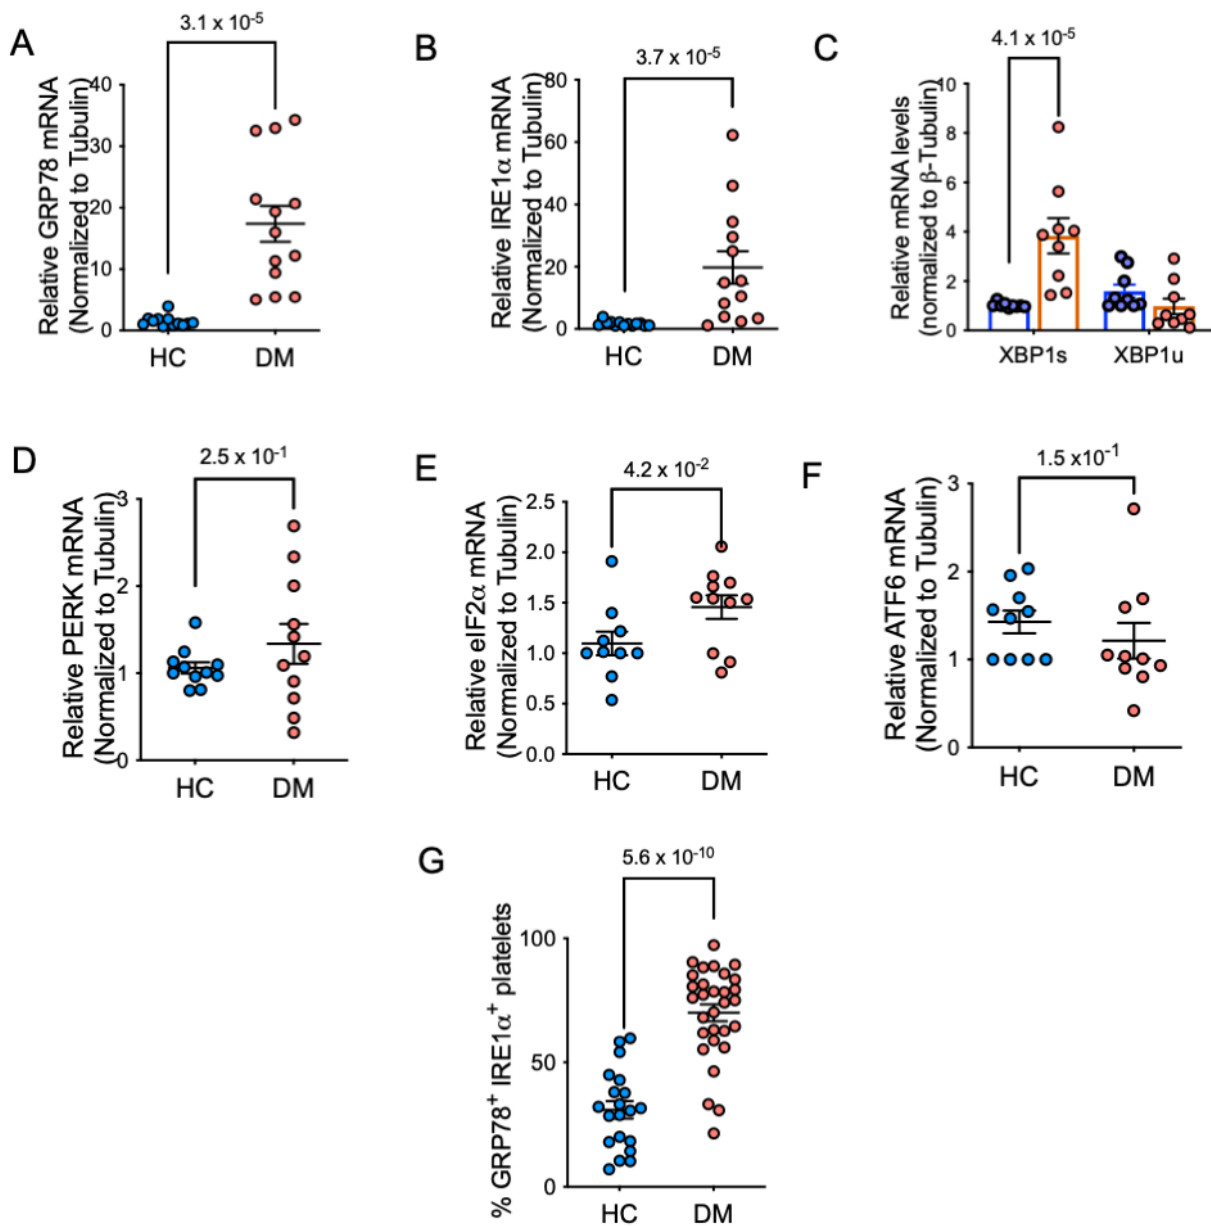 A
3.1 x 10⁻⁵
Relative GRP78 mRNA
(Normalized to Tubulin)
40
30
20
10
0
HC DM
B
3.7 x 10⁻⁵
Relative IRE1α mRNA
(Normalized to Tubulin)
80
60
40
20
0
HC DM
C
4.1 x 10⁻⁵
Relative mRNA levels
(normalized to β-Tubulin)
10
8
6
4
2
0
XBP1s XBP1u
D
2.5 x 10⁻¹
Relative PERK mRNA
(Normalized to Tubulin)
3
2
1
0
HC DM
E
4.2 x 10⁻²
Relative eIF2α mRNA
(Normalized to Tubulin)
2.5
2.0
1.5
1.0
0.5
0.0
HC DM
F
1.5 x10⁻¹
Relative ATF6 mRNA
(Normalized to Tubulin)
3
2
1
0
HC DM
G
5.6 x 10⁻¹⁰
% GRP78⁺ IRE1α⁺ platelets
100
50
0
HC DM